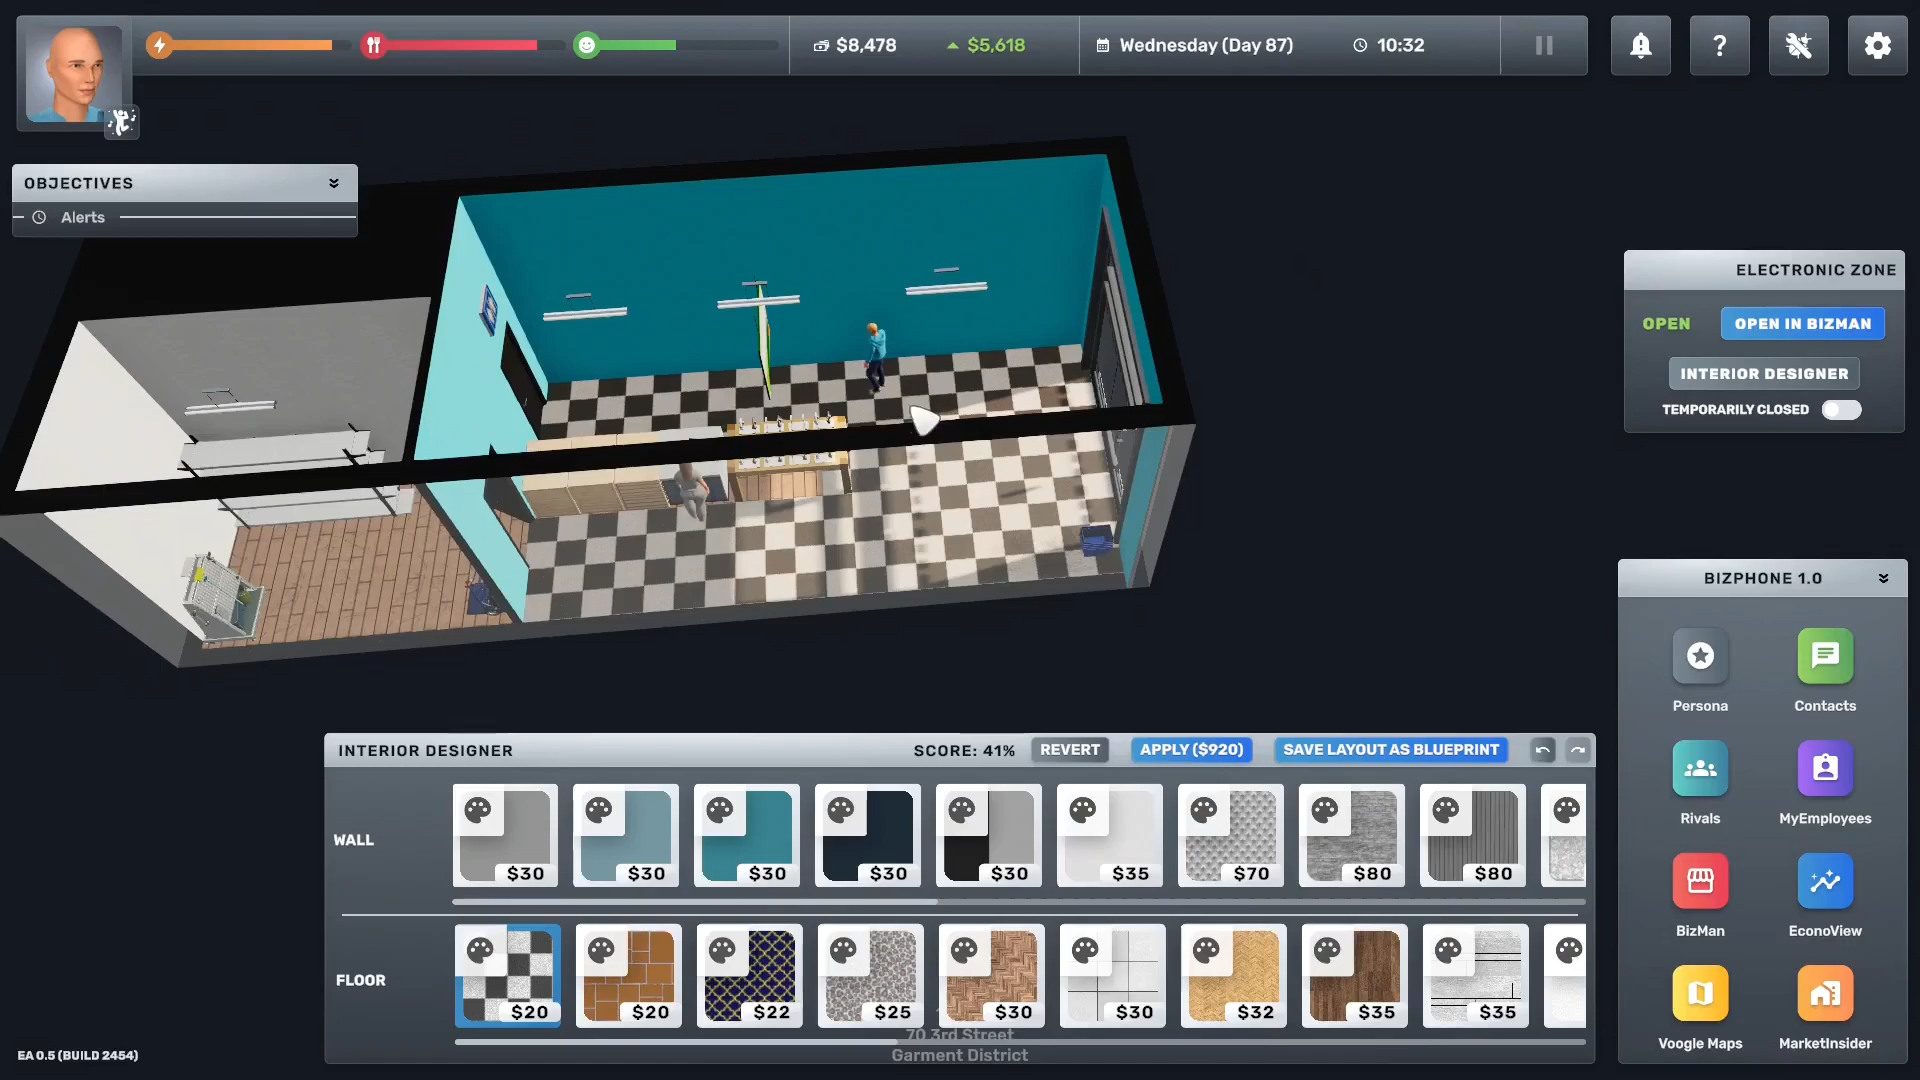 $8,478
$5,618
Wednesday (Day 87)
10:32
?
OBJECTIVES
Alerts
ELECTRONIC ZONE
OPEN
OPEN IN BIZMAN
INTERIOR DESIGNER
TEMPORARILY CLOSED
BIZPHONE 1.0
Persona
Contacts
Rivals
MyEmployees
BizMan
EconoView
Voogle Maps
MarketInsider
INTERIOR DESIGNER
SCORE: 41%
REVERT
APPLY ($920)
SAVE LAYOUT AS BLUEPRINT
WALL
$30
$30
$30
$30
$30
$35
$70
$80
$80
FLOOR
$20
$20
$22
$25
$30
$30
$32
$35
$35
70 3rd Street
Garment District
EA 0.5 (BUILD 2454)